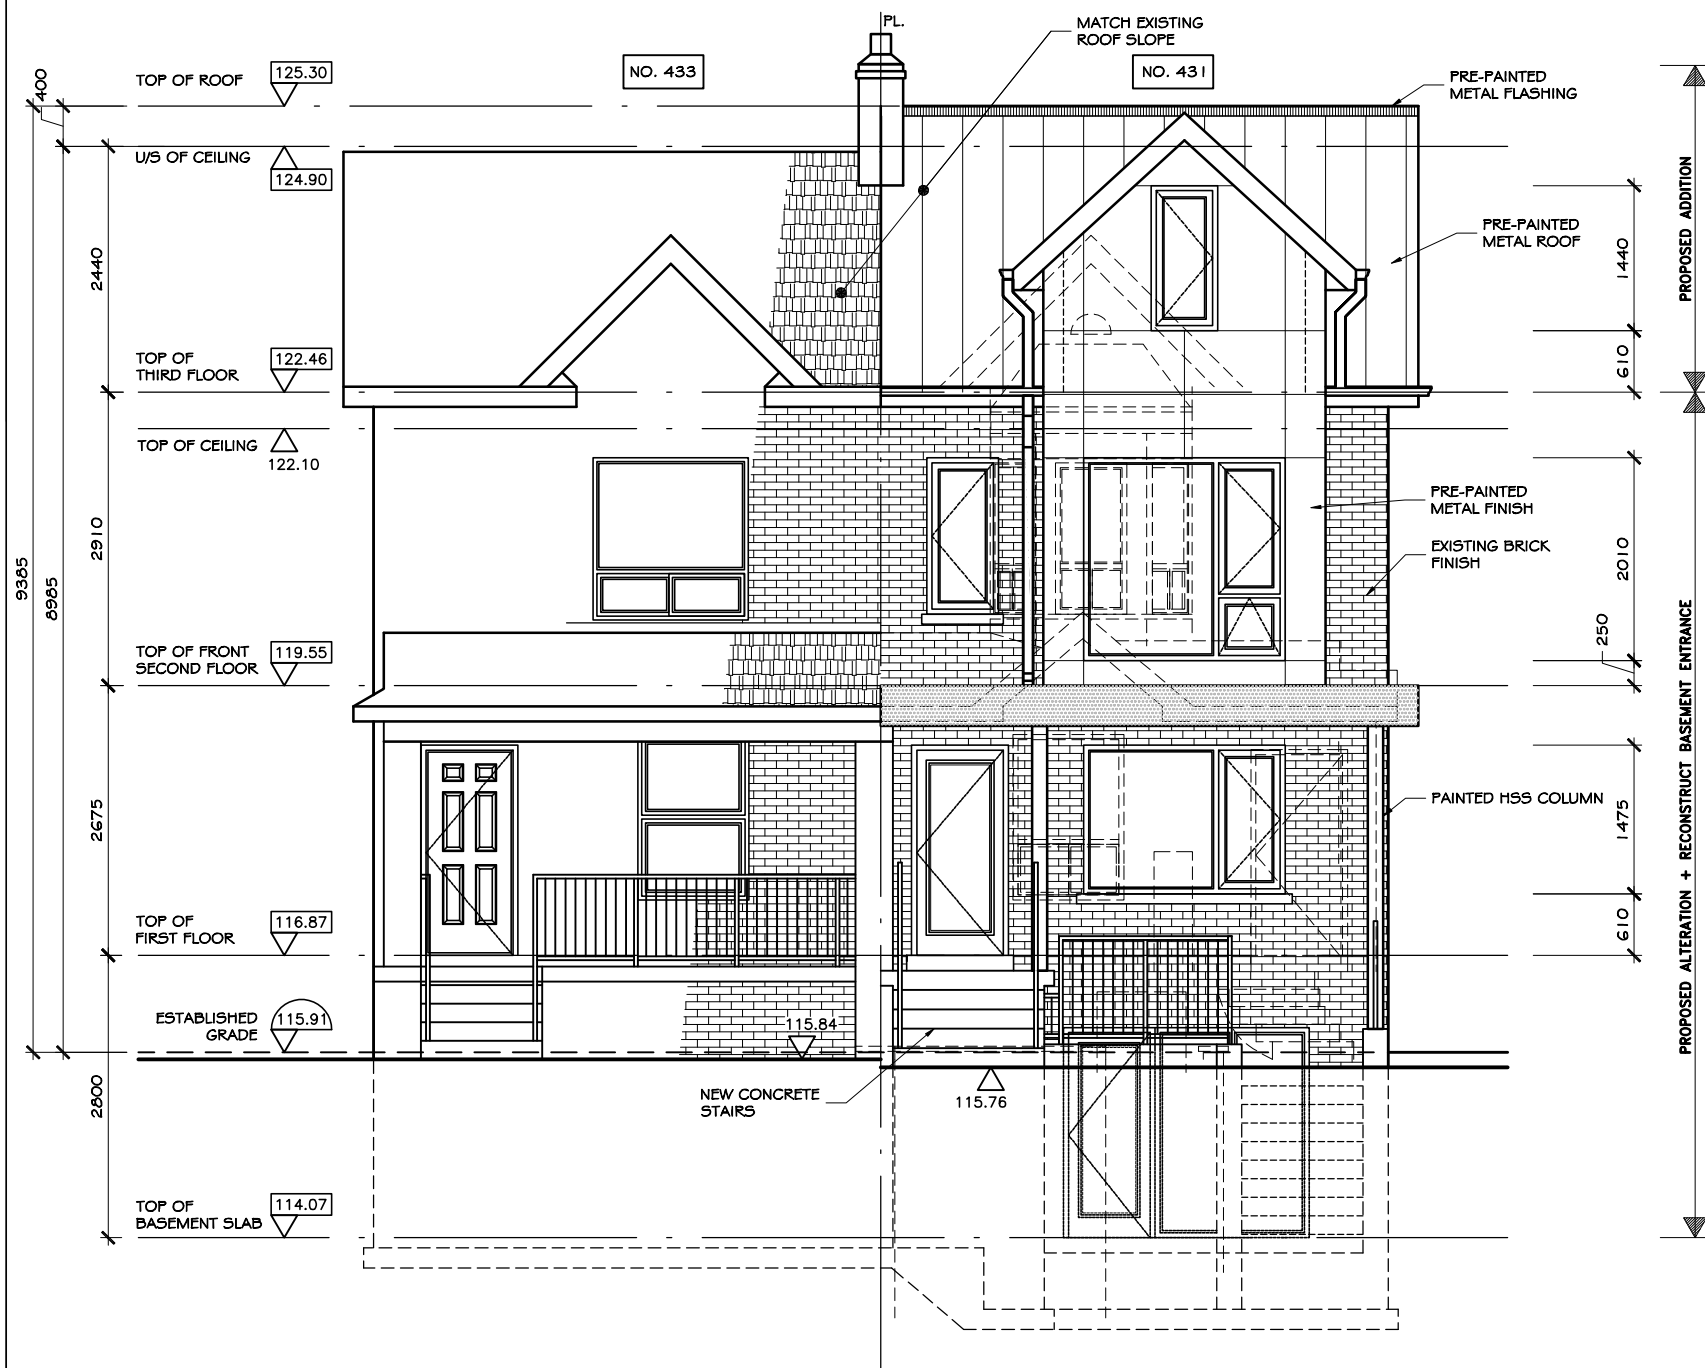 PL.
MATCH EXISTING
ROOF SLOPE
NO. 433
NO. 431
TOP OF ROOF
125.30
PRE-PAINTED
METAL FLASHING
400
U/S OF CEILING
124.90
PROPOSED ADDITION
PRE-PAINTED
METAL ROOF
2440
1440
TOP OF
THIRD FLOOR
122.46
610
TOP OF CEILING
122.10
PRE-PAINTED
METAL FINISH
EXISTING BRICK
FINISH
2910
2010
9385
8985
250
TOP OF FRONT
SECOND FLOOR
119.55
PROPOSED ALTERATION + RECONSTRUCT BASEMENT ENTRANCE
PAINTED HSS COLUMN
2675
1475
TOP OF
FIRST FLOOR
116.87
610
ESTABLISHED
GRADE
115.91
115.84
NEW CONCRETE
STAIRS
115.76
2800
TOP OF
BASEMENT SLAB
114.07